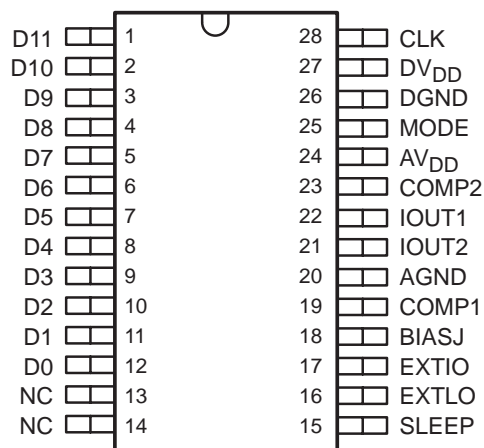 D11 1 28 CLK
D10 2 27 DVDD
D9 3 26 DGND
D8 4 25 MODE
D7 5 24 AVDD
D6 6 23 COMP2
D5 7 22 IOUT1
D4 8 21 IOUT2
D3 9 20 AGND
D2 10 19 COMP1
D1 11 18 BIASJ
D0 12 17 EXTIO
NC 13 16 EXTLO
NC 14 15 SLEEP